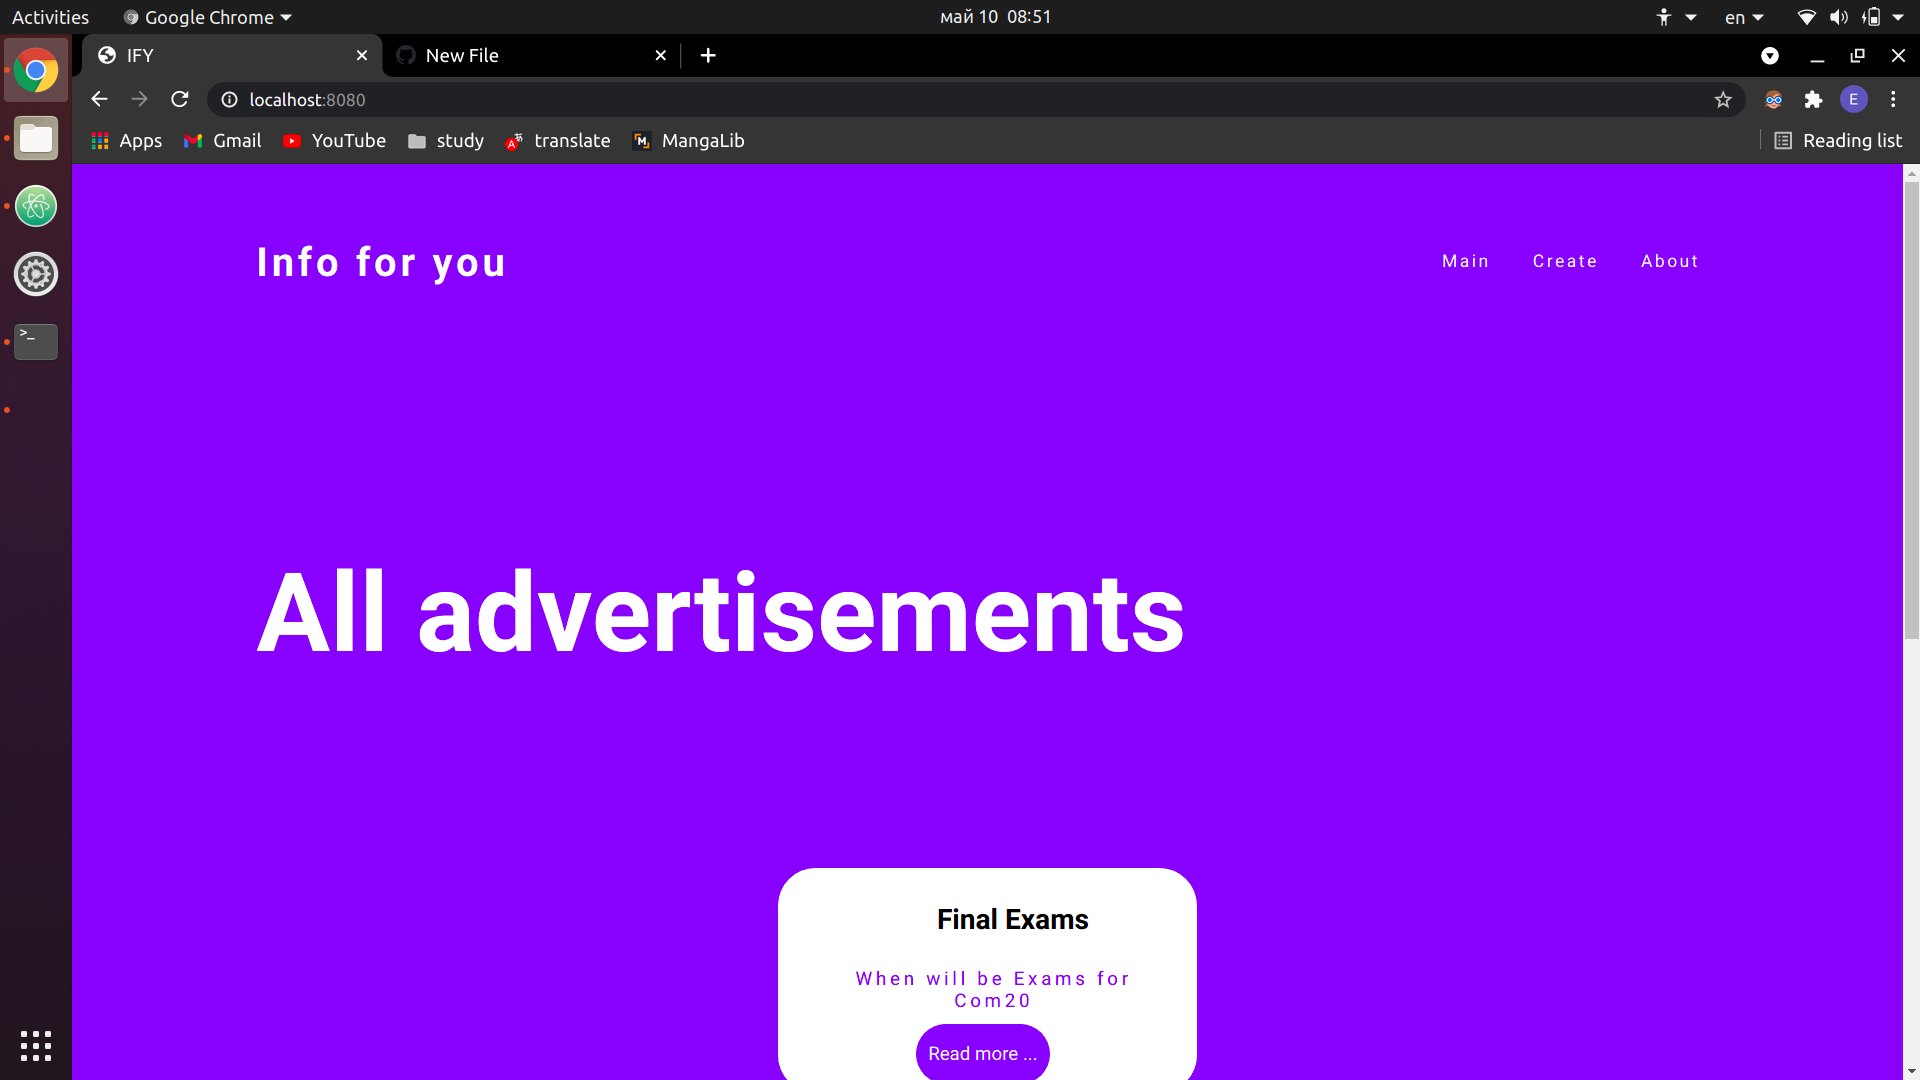 Activities Google Chrome май 10 08:51 en
IFY New File
localhost:8080 E
Apps Gmail YouTube study translate MangaLib Reading list
Info for you Main Create About
All advertisements
Final Exams
When will be Exams for
Com20
Read more ...